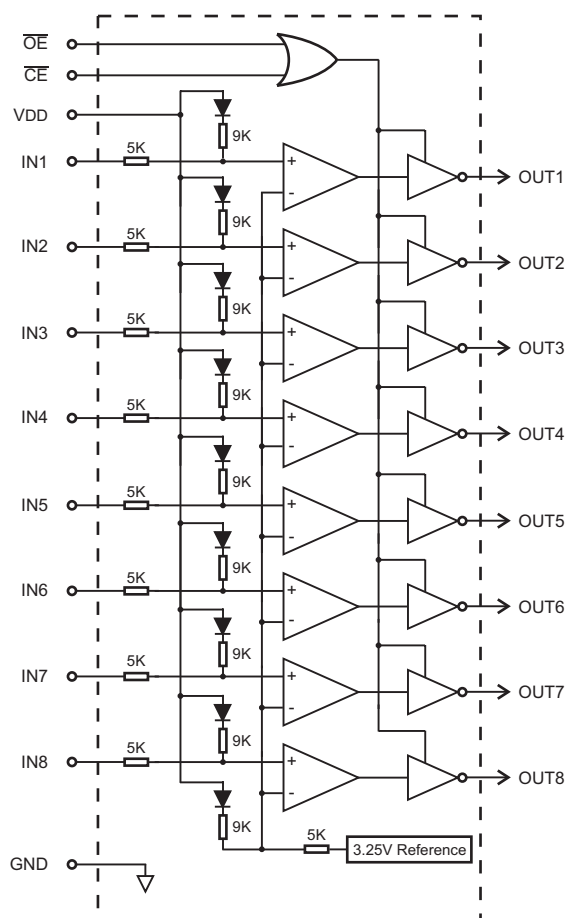 OE
CE
VDD
9K
5K
IN1
+
-
OUT1
9K
5K
IN2
+
-
OUT2
9K
5K
IN3
+
-
OUT3
9K
5K
IN4
+
-
OUT4
9K
5K
IN5
+
-
OUT5
9K
5K
IN6
+
-
OUT6
9K
5K
IN7
+
-
OUT7
9K
5K
IN8
+
-
OUT8
9K
5K
3.25V Reference
GND